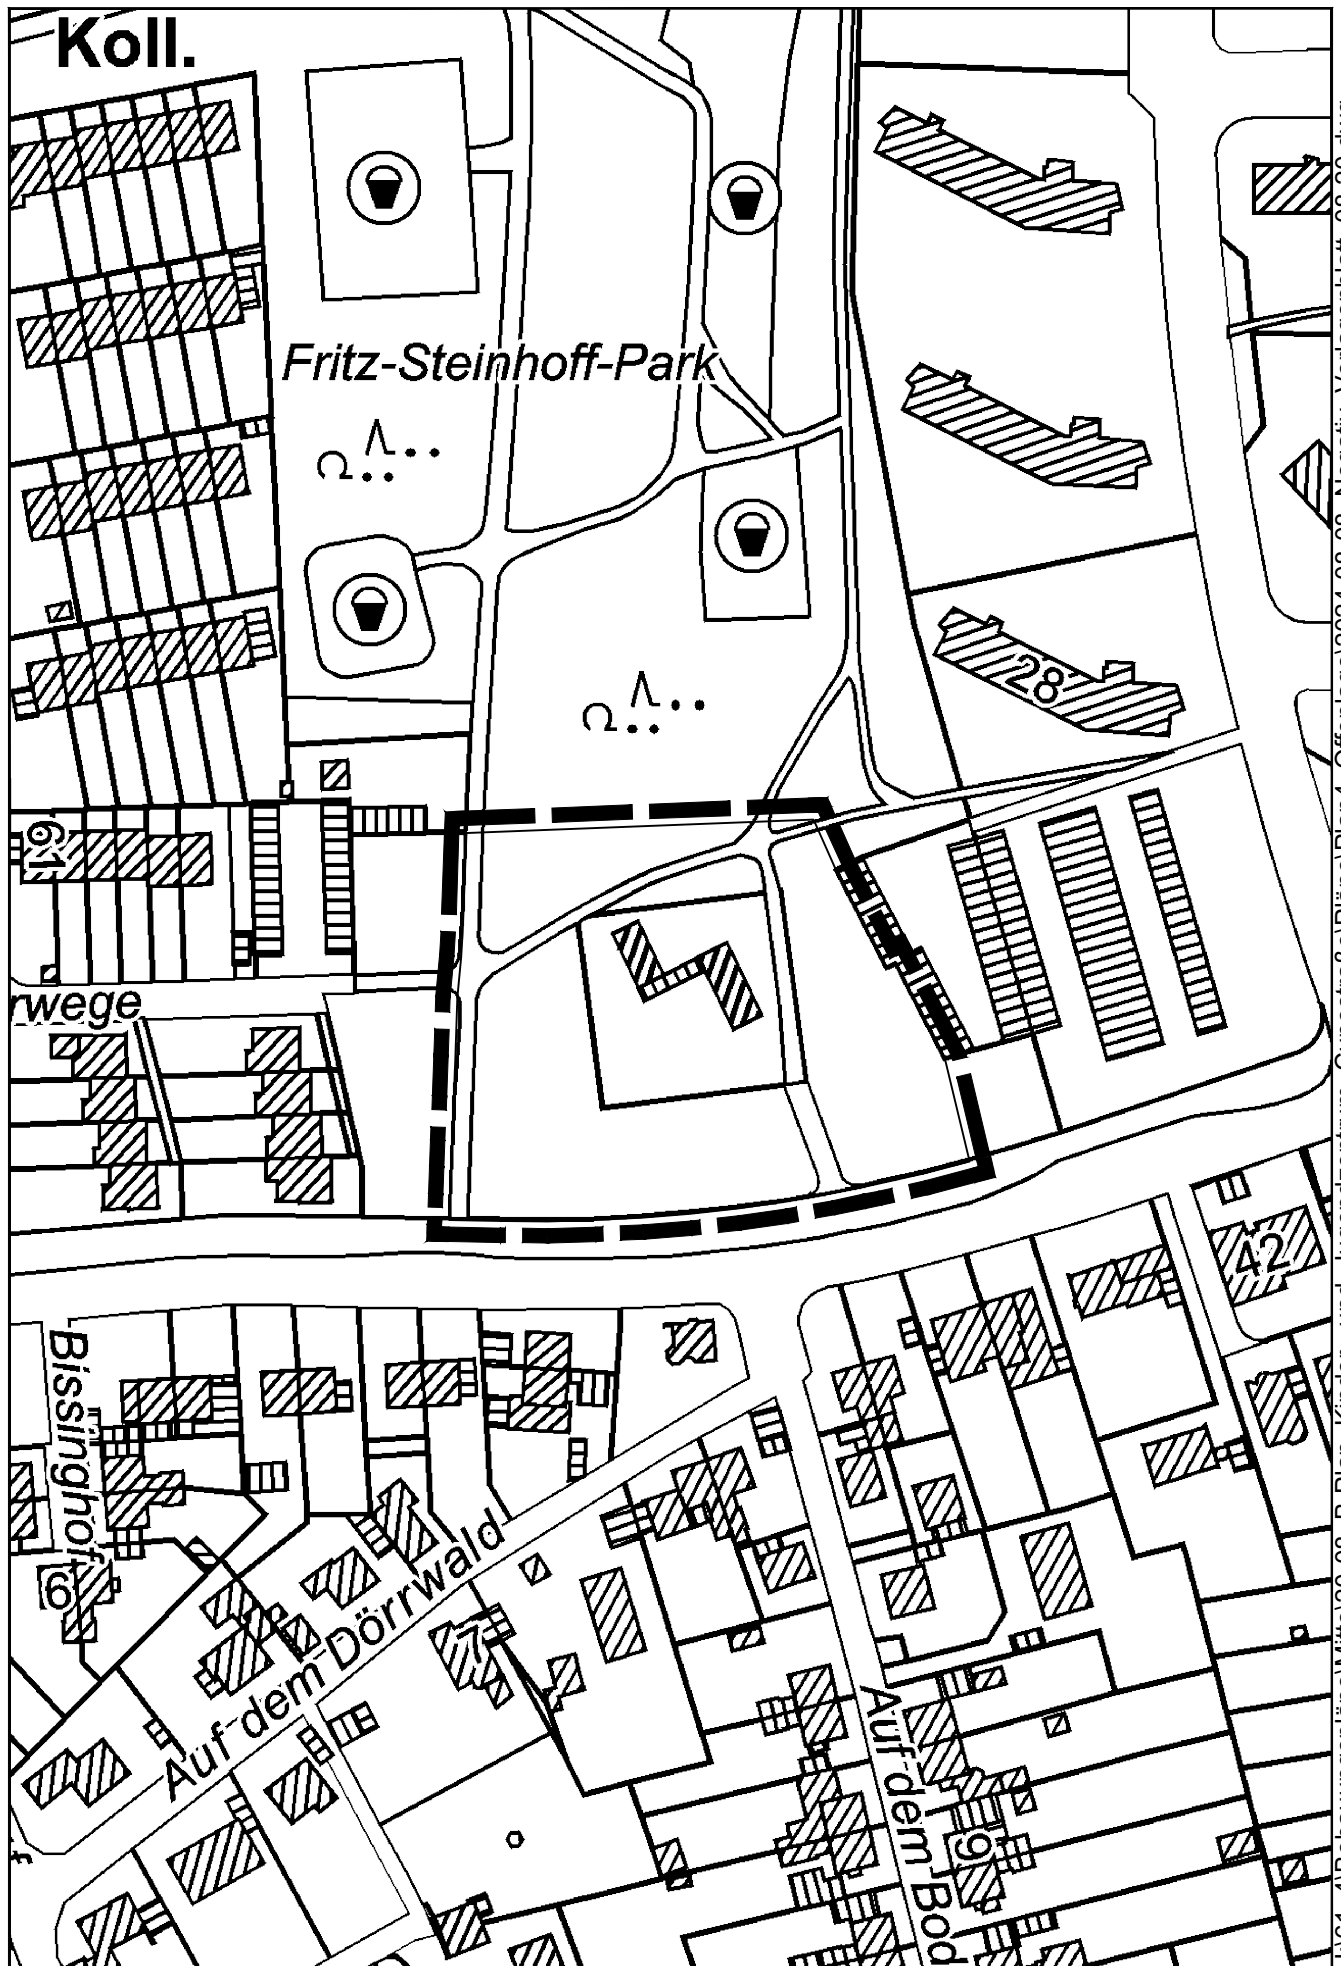 Koll.
Fritz-Steinhoff-Park
28
61
rwege
42
Bissinghof
6
7
Auf dem Dörrwald
Auf dem Bod
9